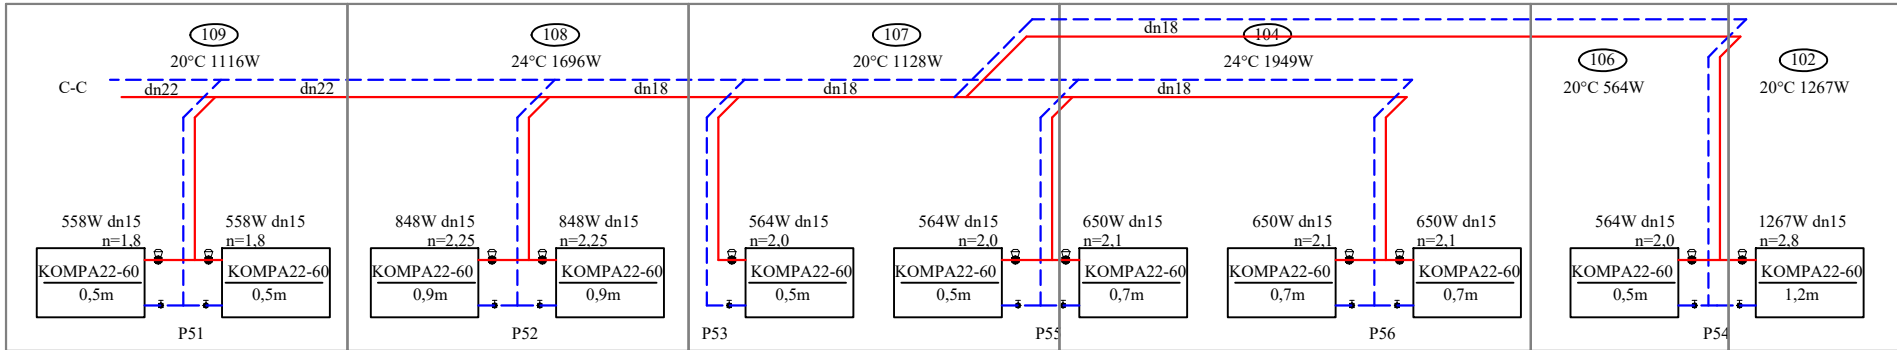 109
108
107
dn18
104
106
102
20°C 1116W
24°C 1696W
20°C 1128W
24°C 1949W
20°C 564W
20°C 1267W
C-C
dn22
dn22
dn18
dn18
dn18
558W dn15
558W dn15
848W dn15
848W dn15
564W dn15
564W dn15
650W dn15
650W dn15
650W dn15
564W dn15
1267W dn15
n=1,8
n=1,8
n=2,25
n=2,25
n=2,0
n=2,0
n=2,1
n=2,1
n=2,1
n=2,0
n=2,8
KOMPA22-60
KOMPA22-60
KOMPA22-60
KOMPA22-60
KOMPA22-60
KOMPA22-60
KOMPA22-60
KOMPA22-60
KOMPA22-60
KOMPA22-60
KOMPA22-60
0,5m
0,5m
0,9m
0,9m
0,5m
0,5m
0,7m
0,7m
0,7m
0,5m
1,2m
P51
P52
P53
P55
P56
P54